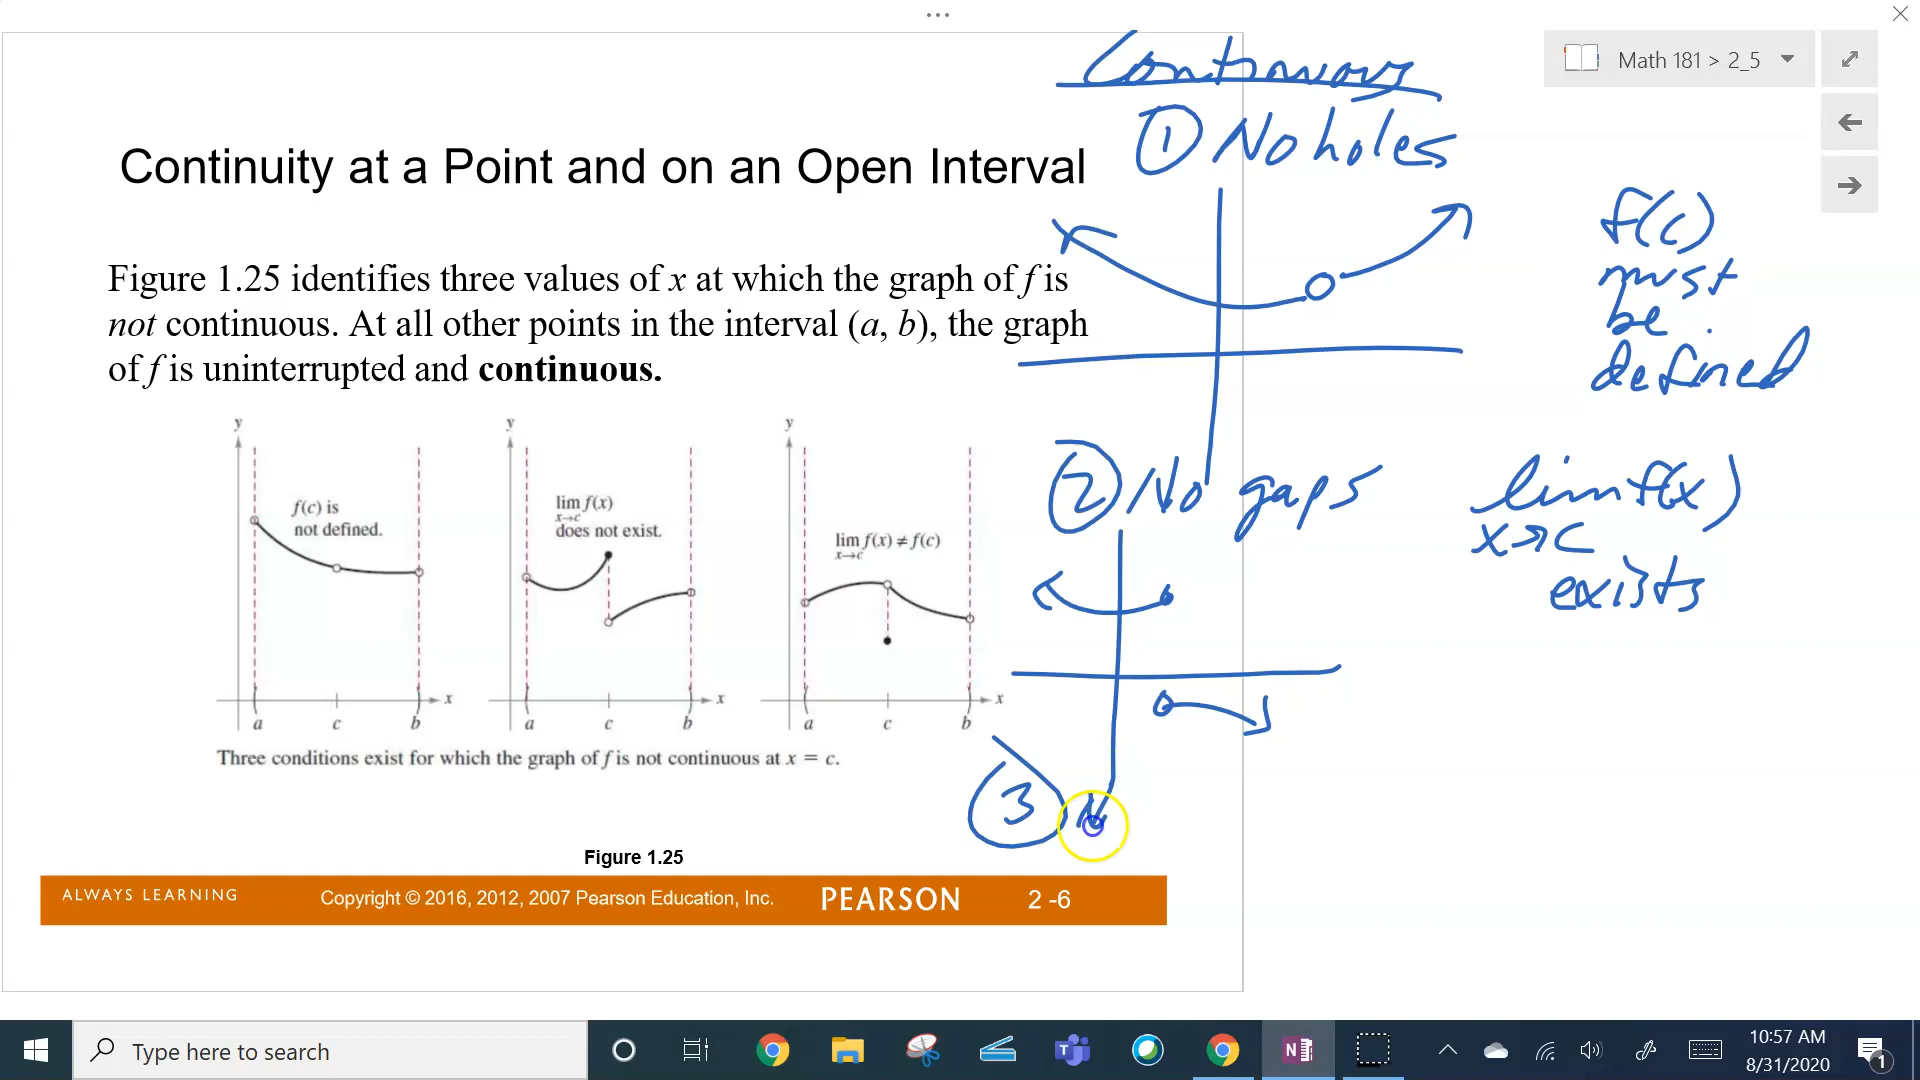 Math 181 > 2_5
Continuous
① No holes
Continuity at a Point and on an Open Interval
f(c)
must
be
defined
Figure 1.25 identifies three values of x at which the graph of f is
not continuous. At all other points in the interval (a, b), the graph
of f is uninterrupted and continuous.
② No gaps
lim f(x)
x→c
exists
y
f(c) is
not defined.
a c b x
y
lim f(x)
x→c
does not exist.
a c b x
y
lim f(x) ≠ f(c)
x→c
a c b x
Three conditions exist for which the graph of f is not continuous at x = c.
③ N
Figure 1.25
ALWAYS LEARNING Copyright © 2016, 2012, 2007 Pearson Education, Inc. PEARSON 2 -6
Type here to search
10:57 AM
8/31/2020
1